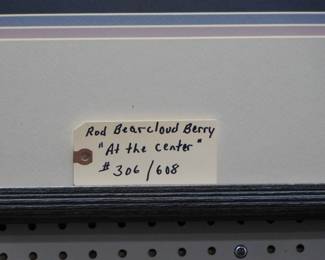 Rod Bearcloud Berry
"At the center"
# 306/608